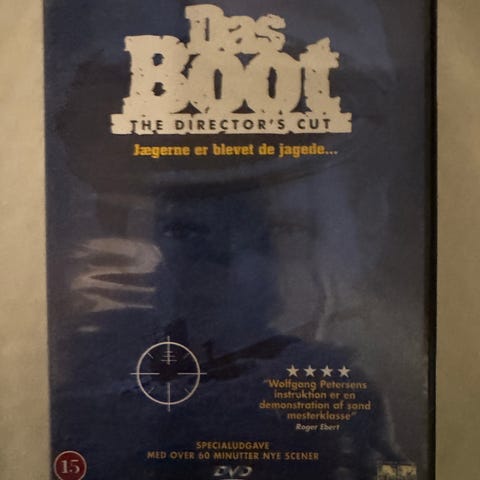 Das
Boot
THE DIRECTOR'S CUT
Jægerne er blevet de jagede...
"Wolfgang Petersens
instruktion er en
demonstration af sand
mesterklasse"
Roger Ebert
SPECIALUDGAVE
MED OVER 60 MINUTTER NYE SCENER
15
DVD